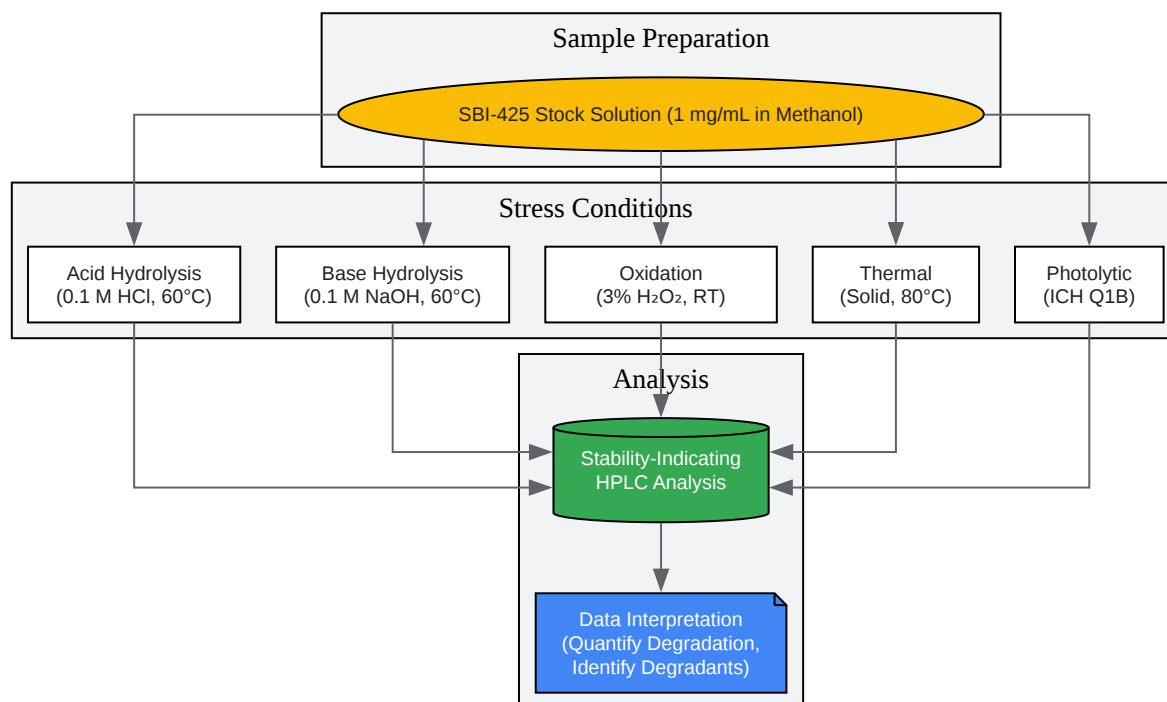 Sample Preparation
SBI-425 Stock Solution (1 mg/mL in Methanol)
Stress Conditions
Acid Hydrolysis
(0.1 M HCl, 60°C)
Base Hydrolysis
(0.1 M NaOH, 60°C)
Oxidation
(3% H₂O₂, RT)
Thermal
(Solid, 80°C)
Photolytic
(ICH Q1B)
Analysis
Stability-Indicating
HPLC Analysis
Data Interpretation
(Quantify Degradation,
Identify Degradants)